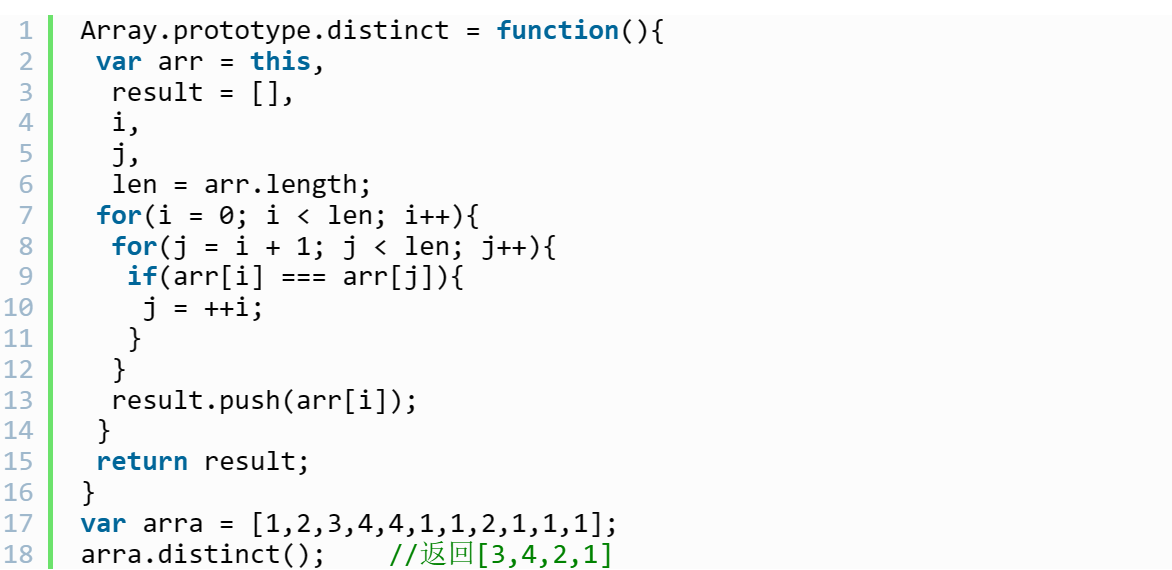 1 Array.prototype.distinct = function(){
2 var arr = this,
3 result = [],
4 i,
5 j,
6 len = arr.length;
7 for(i = 0; i < len; i++){
8 for(j = i + 1; j < len; j++){
9 if(arr[i] === arr[j]){
10 j = ++i;
11 }
12 }
13 result.push(arr[i]);
14 }
15 return result;
16 }
17 var arra = [1,2,3,4,4,1,1,2,1,1,1];
18 arra.distinct(); //返回[3,4,2,1]